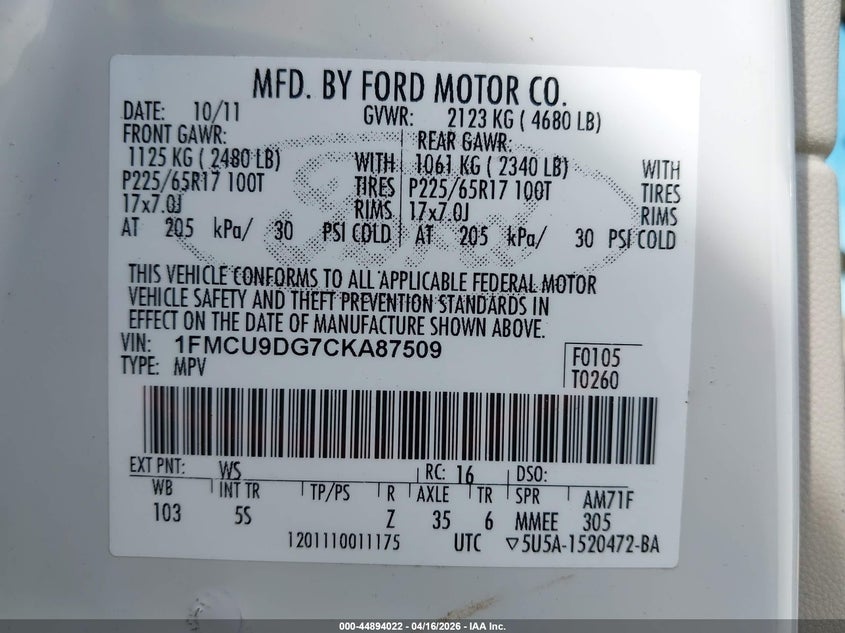 MFD. BY FORD MOTOR CO.
DATE: 10/11 GVWR: 2123 KG ( 4680 LB)
FRONT GAWR: REAR GAWR:
1125 KG ( 2480 LB) WITH 1061 KG ( 2340 LB) WITH
P225/65R17 100T TIRES P225/65R17 100T TIRES
17x7.0J RIMS 17x7.0J RIMS
AT 205 kPa/ 30 PSI COLD AT 205 kPa/ 30 PSI COLD
THIS VEHICLE CONFORMS TO ALL APPLICABLE FEDERAL MOTOR
VEHICLE SAFETY AND THEFT PREVENTION STANDARDS IN
EFFECT ON THE DATE OF MANUFACTURE SHOWN ABOVE.
VIN: 1FMCU9DG7CKA87509 F0105
TYPE: MPV T0260
EXT PNT: WS RC: 16 DSO:
WB INT TR TP/PS R AXLE TR SPR AM71F
103 5S Z 35 6 MMEE 305
1201110011175 UTC ▽5U5A-1520472-BA
000-44894022 - 04/16/2026 - IAA Inc.